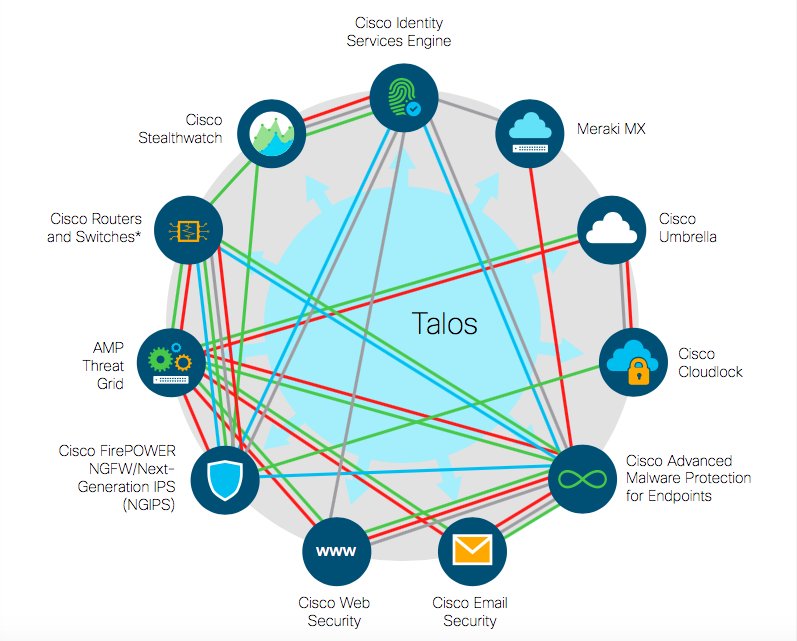 Cisco Identity
Services Engine
Cisco
Stealthwatch
Meraki MX
Cisco Routers
and Switches*
Cisco
Umbrella
Talos
AMP
Threat
Grid
Cisco
Cloudlock
Cisco FirePOWER
NGFW/Next-
Generation IPS
(NGIPS)
Cisco Advanced
Malware Protection
for Endpoints
www
Cisco Web
Security
Cisco Email
Security